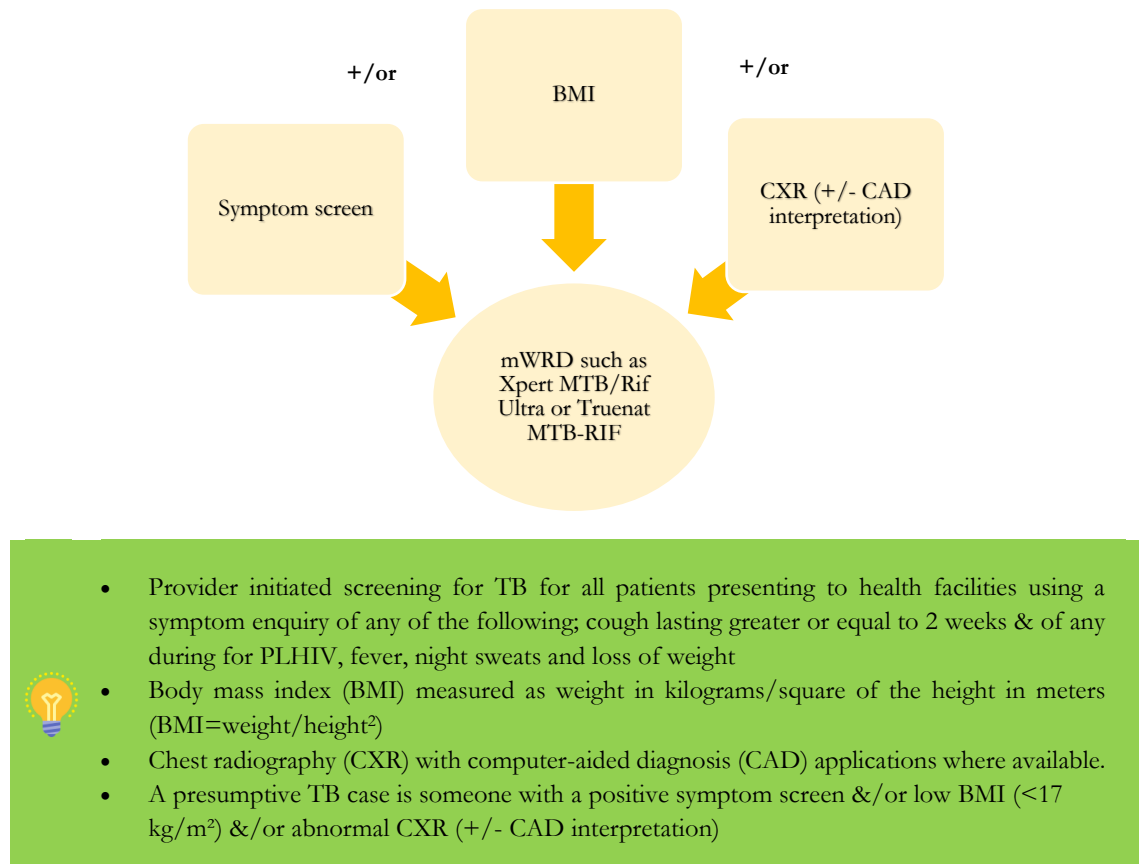 +/or
BMI
+/or
Symptom screen
CXR (+/- CAD
interpretation)
mWRD such as
Xpert MTB/Rif
Ultra or Truenat
MTB-RIF
• Provider initiated screening for TB for all patients presenting to health facilities using a
symptom enquiry of any of the following; cough lasting greater or equal to 2 weeks & of any
during for PLHIV, fever, night sweats and loss of weight
• Body mass index (BMI) measured as weight in kilograms/square of the height in meters
(BMI=weight/height²)
• Chest radiography (CXR) with computer-aided diagnosis (CAD) applications where available.
• A presumptive TB case is someone with a positive symptom screen &/or low BMI (<17
kg/m²) &/or abnormal CXR (+/- CAD interpretation)